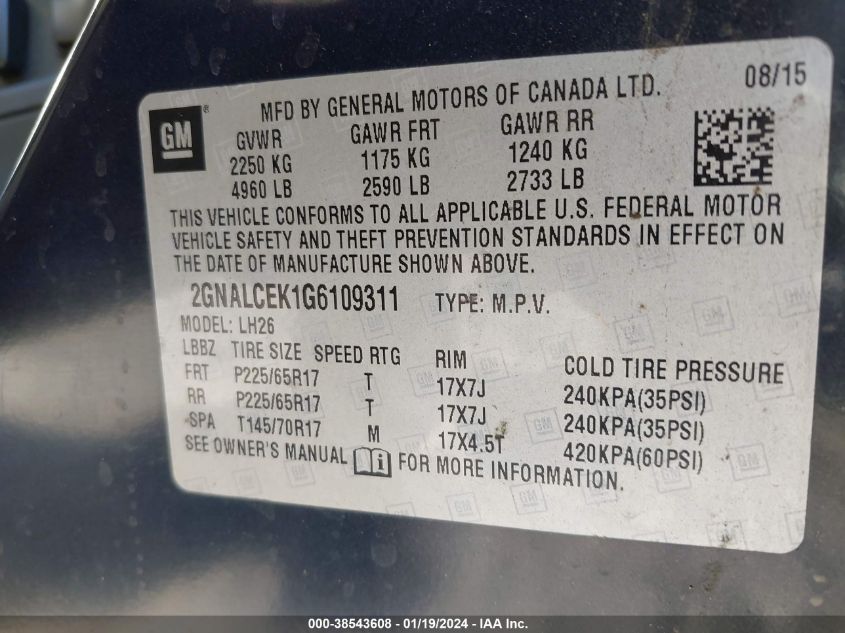 GM ®
MFD BY GENERAL MOTORS OF CANADA LTD. 08/15
GVWR GAWR FRT GAWR RR
2250 KG 1175 KG 1240 KG
4960 LB 2590 LB 2733 LB
THIS VEHICLE CONFORMS TO ALL APPLICABLE U.S. FEDERAL MOTOR
VEHICLE SAFETY AND THEFT PREVENTION STANDARDS IN EFFECT ON
THE DATE OF MANUFACTURE SHOWN ABOVE.
2GNALCEK1G6109311 TYPE: M.P.V.
MODEL: LH26
LBBZ TIRE SIZE SPEED RTG RIM COLD TIRE PRESSURE
FRT P225/65R17 T 17X7J 240KPA(35PSI)
RR P225/65R17 T 17X7J 240KPA(35PSI)
SPA T145/70R17 M 17X4.5T 420KPA(60PSI)
SEE OWNER'S MANUAL i FOR MORE INFORMATION.
000-38543608 - 01/19/2024 - IAA Inc.